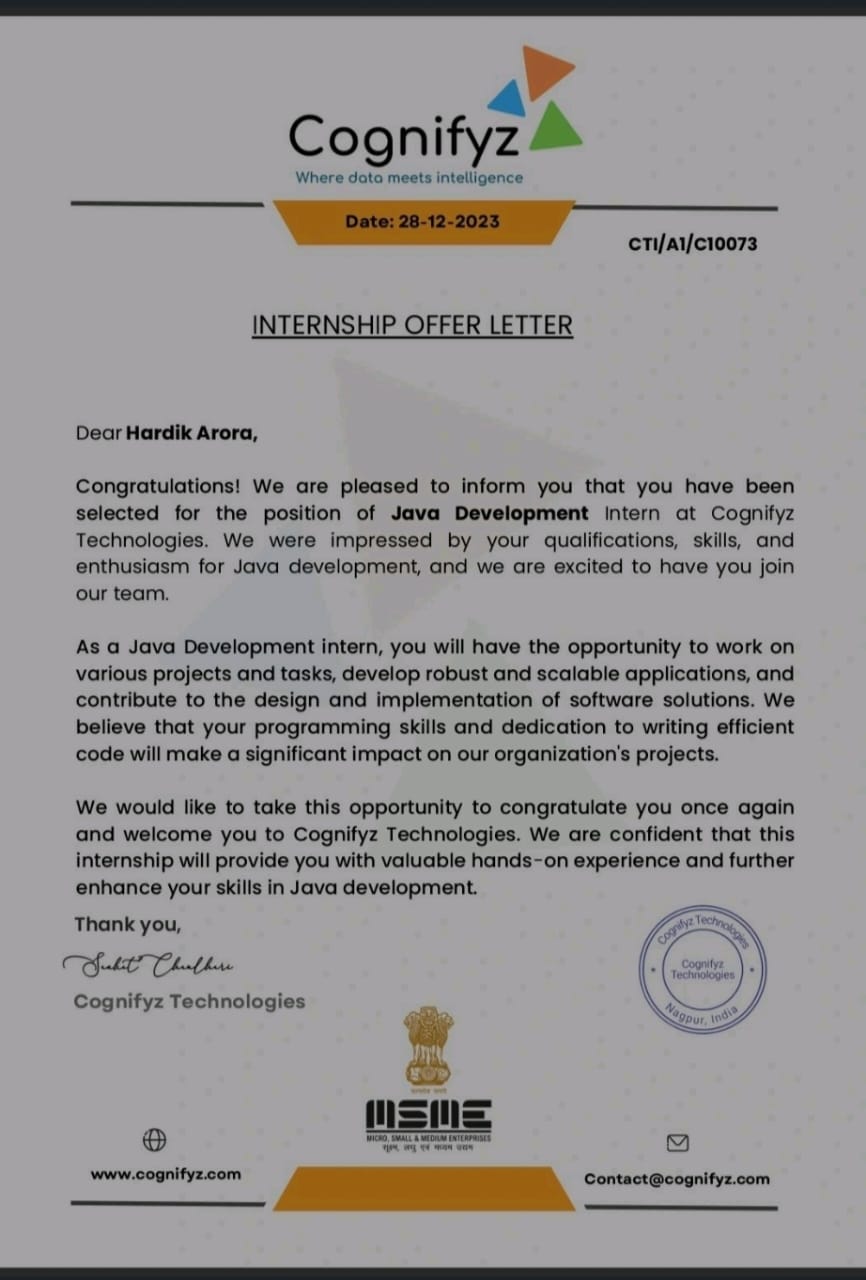 Cognifyz
Where data meets intelligence
Date: 28-12-2023
CTI/A1/C10073
INTERNSHIP OFFER LETTER
Dear Hardik Arora,
Congratulations! We are pleased to inform you that you have been
selected for the position of Java Development Intern at Cognifyz
Technologies. We were impressed by your qualifications, skills, and
enthusiasm for Java development, and we are excited to have you join
our team.
As a Java Development intern, you will have the opportunity to work on
various projects and tasks, develop robust and scalable applications, and
contribute to the design and implementation of software solutions. We
believe that your programming skills and dedication to writing efficient
code will make a significant impact on our organization's projects.
We would like to take this opportunity to congratulate you once again
and welcome you to Cognifyz Technologies. We are confident that this
internship will provide you with valuable hands-on experience and further
enhance your skills in Java development.
Thank you,
Cognifyz Technologies
Cognifyz Technologies
Cognifyz
Technologies
Nagpur, India
MSME
MICRO, SMALL & MEDIUM ENTERPRISES
सूक्ष्म, लघु एवं मध्यम उद्यम
www.cognifyz.com
Contact@cognifyz.com